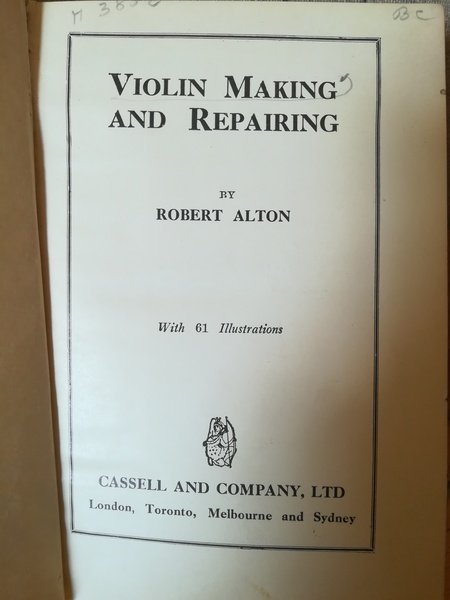 BC
VIOLIN MAKING
AND REPAIRING
BY
ROBERT ALTON
With 61 Illustrations
CASSELL AND COMPANY, LTD
London, Toronto, Melbourne and Sydney